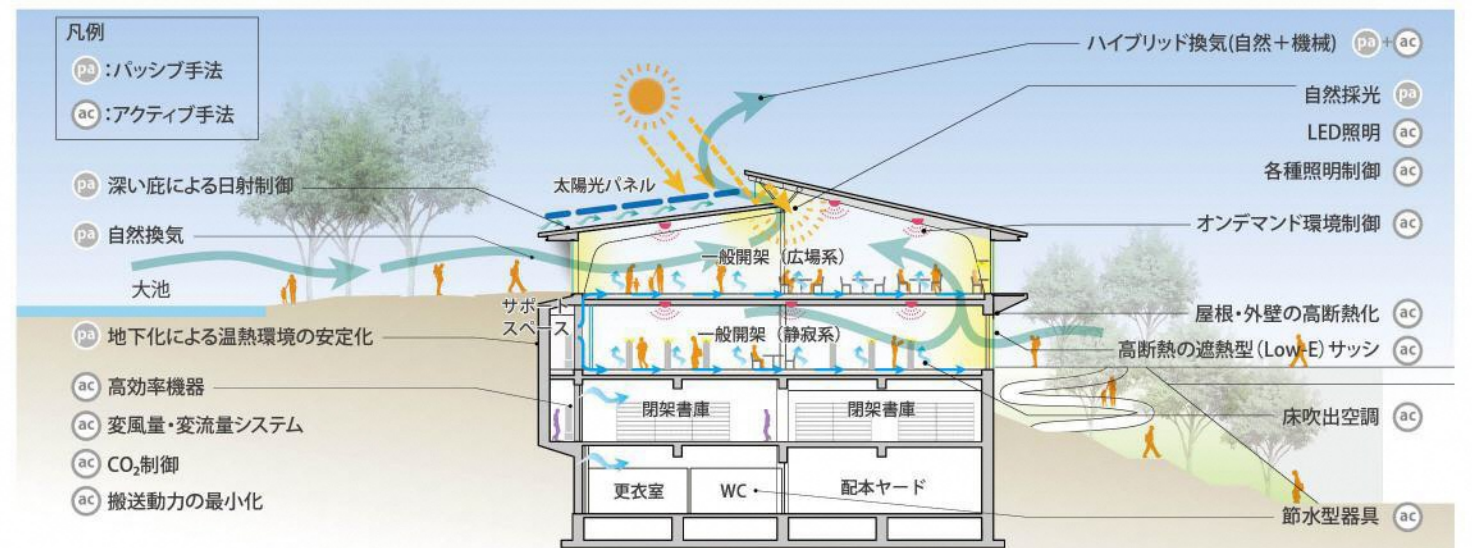 凡例
pa：パッシブ手法
ac：アクティブ手法
pa 深い庇による日射制御
pa 自然換気
大池
pa 地下化による温熱環境の安定化
ac 高効率機器
ac 変風量・変流量システム
ac CO₂制御
ac 搬送動力の最小化
太陽光パネル
一般開架（広場系）
サポート
スペース
一般開架（静寂系）
閉架書庫
閉架書庫
更衣室
WC
配本ヤード
ハイブリッド換気(自然＋機械) pa+ac
自然採光 pa
LED照明 ac
各種照明制御 ac
オンデマンド環境制御 ac
屋根・外壁の高断熱化 ac
高断熱の遮熱型(Low-E)サッシ ac
床吹出空調 ac
節水型器具 ac